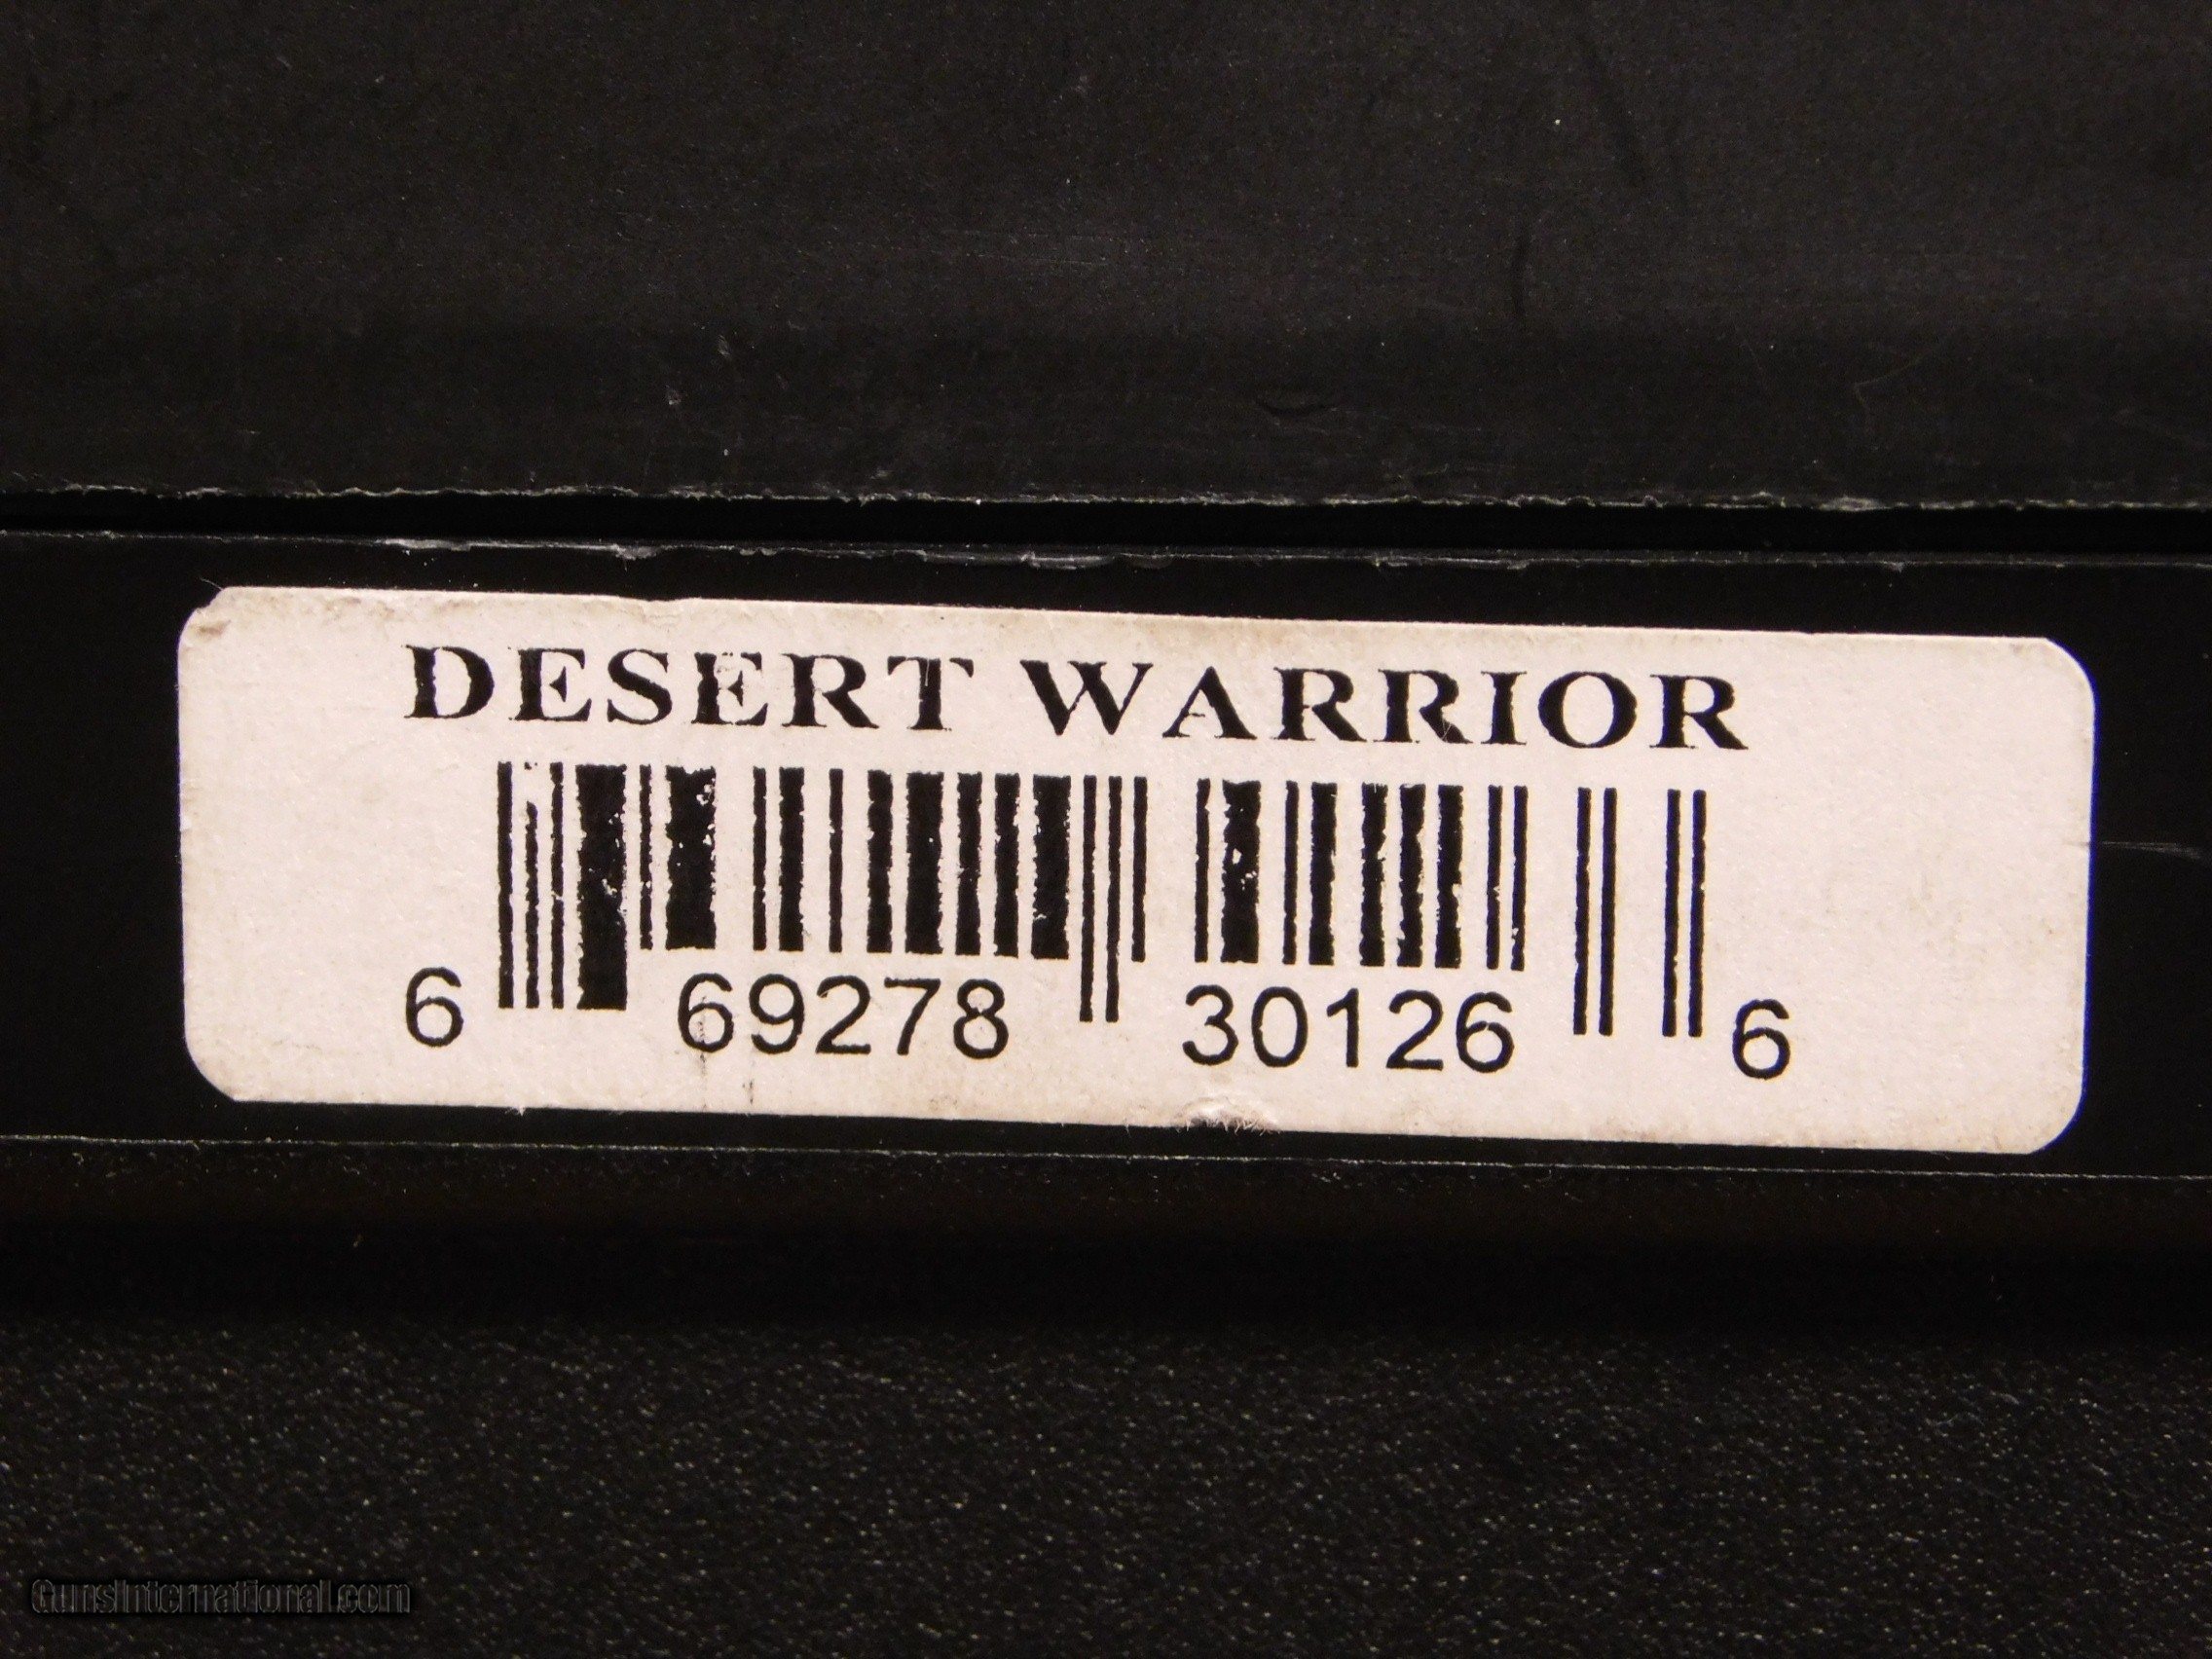 DESERT WARRIOR
6 69278 30126 6
GunsInternational.com